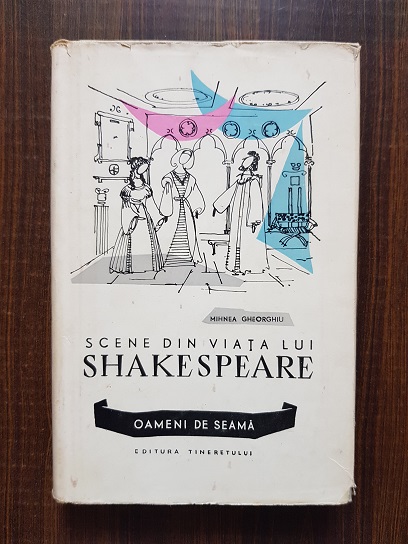 MIHNEA GHEORGHIU
SCENE DIN VIAȚA LUI
SHAKESPEARE
OAMENI DE SEAMĂ
EDITURA TINERETULUI